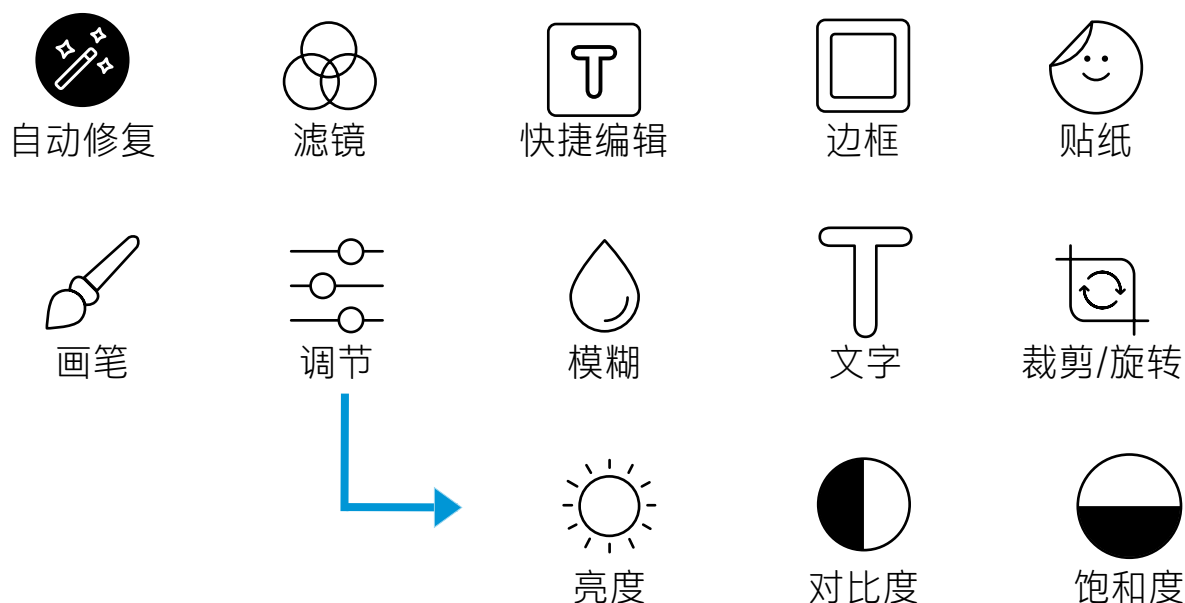 自动修复
滤镜
快捷编辑
边框
贴纸
画笔
调节
模糊
文字
裁剪/旋转
亮度
对比度
饱和度